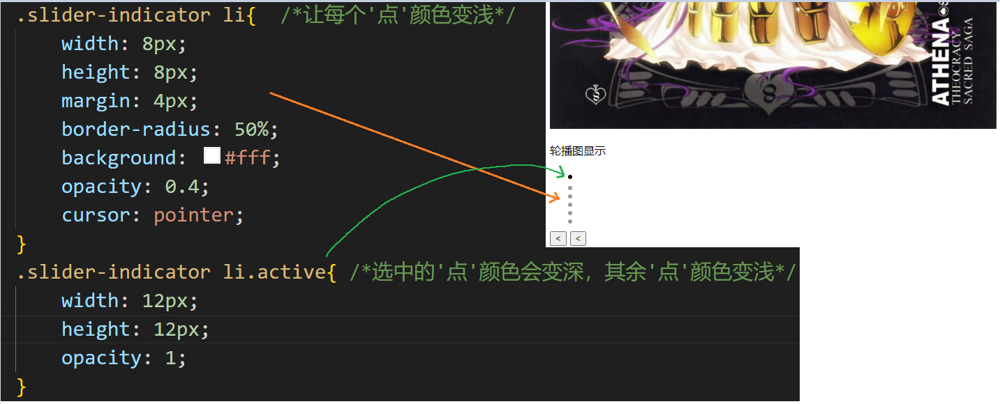 .slider-indicator li{  /*让每个'点'颜色变浅*/
    width: 8px;
    height: 8px;
    margin: 4px;
    border-radius: 50%;
    background: #fff;
    opacity: 0.4;
    cursor: pointer;
}
.slider-indicator li.active{ /*选中的'点'颜色会变深，其余'点'颜色变浅*/
    width: 12px;
    height: 12px;
    opacity: 1;
}
ATHENA
THEOCRACY
SACRED SAGA
轮播图显示
< <